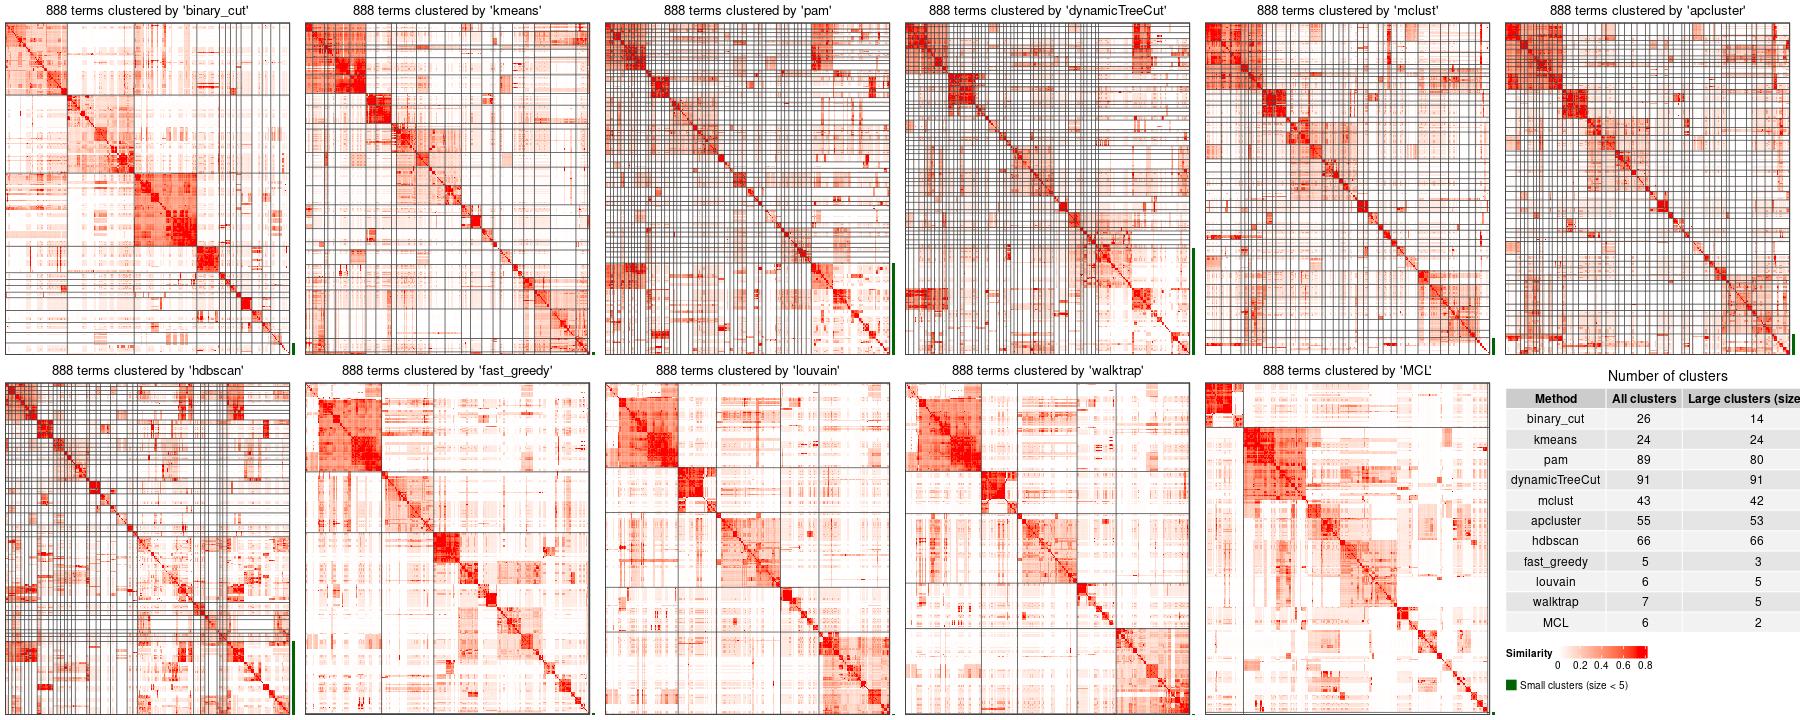 888 terms clustered by 'binary_cut'
888 terms clustered by 'kmeans'
888 terms clustered by 'pam'
888 terms clustered by 'dynamicTreeCut'
888 terms clustered by 'mclust'
888 terms clustered by 'apcluster'
888 terms clustered by 'hdbscan'
888 terms clustered by 'fast_greedy'
888 terms clustered by 'louvain'
888 terms clustered by 'walktrap'
888 terms clustered by 'MCL'
Number of clusters
Method All clusters Large clusters (size
binary_cut 26 14
kmeans 24 24
pam 89 80
dynamicTreeCut 91 91
mclust 43 42
apcluster 55 53
hdbscan 66 66
fast_greedy 5 3
louvain 6 5
walktrap 7 5
MCL 6 2
Similarity
0 0.2 0.4 0.6 0.8
Small clusters (size < 5)